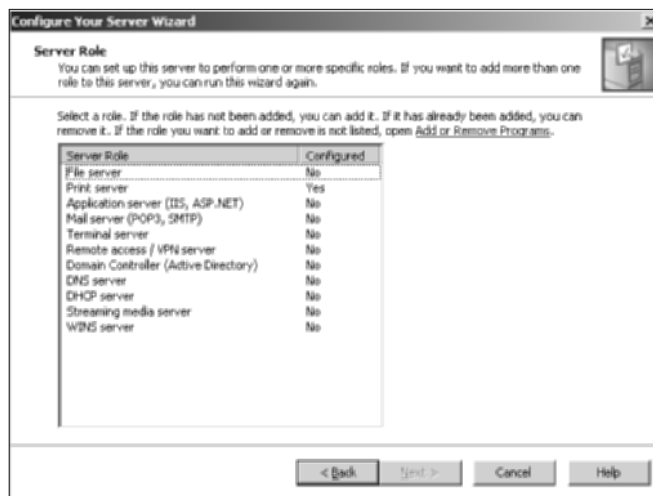 Configure Your Server Wizard
Server Role
You can set up this server to perform one or more specific roles. If you want to add more than one
role to this server, you can run this wizard again.
Select a role. If the role has not been added, you can add it. If it has already been added, you can
remove it. If the role you want to add or remove is not listed, open Add or Remove Programs.
Server Role Configured
File server No
Print server Yes
Application server (IIS, ASP.NET) No
Mail server (POP3, SMTP) No
Terminal server No
Remote access / VPN server No
Domain Controller (Active Directory) No
DNS server No
DHCP server No
Streaming media server No
WINS server No
< Back Next > Cancel Help